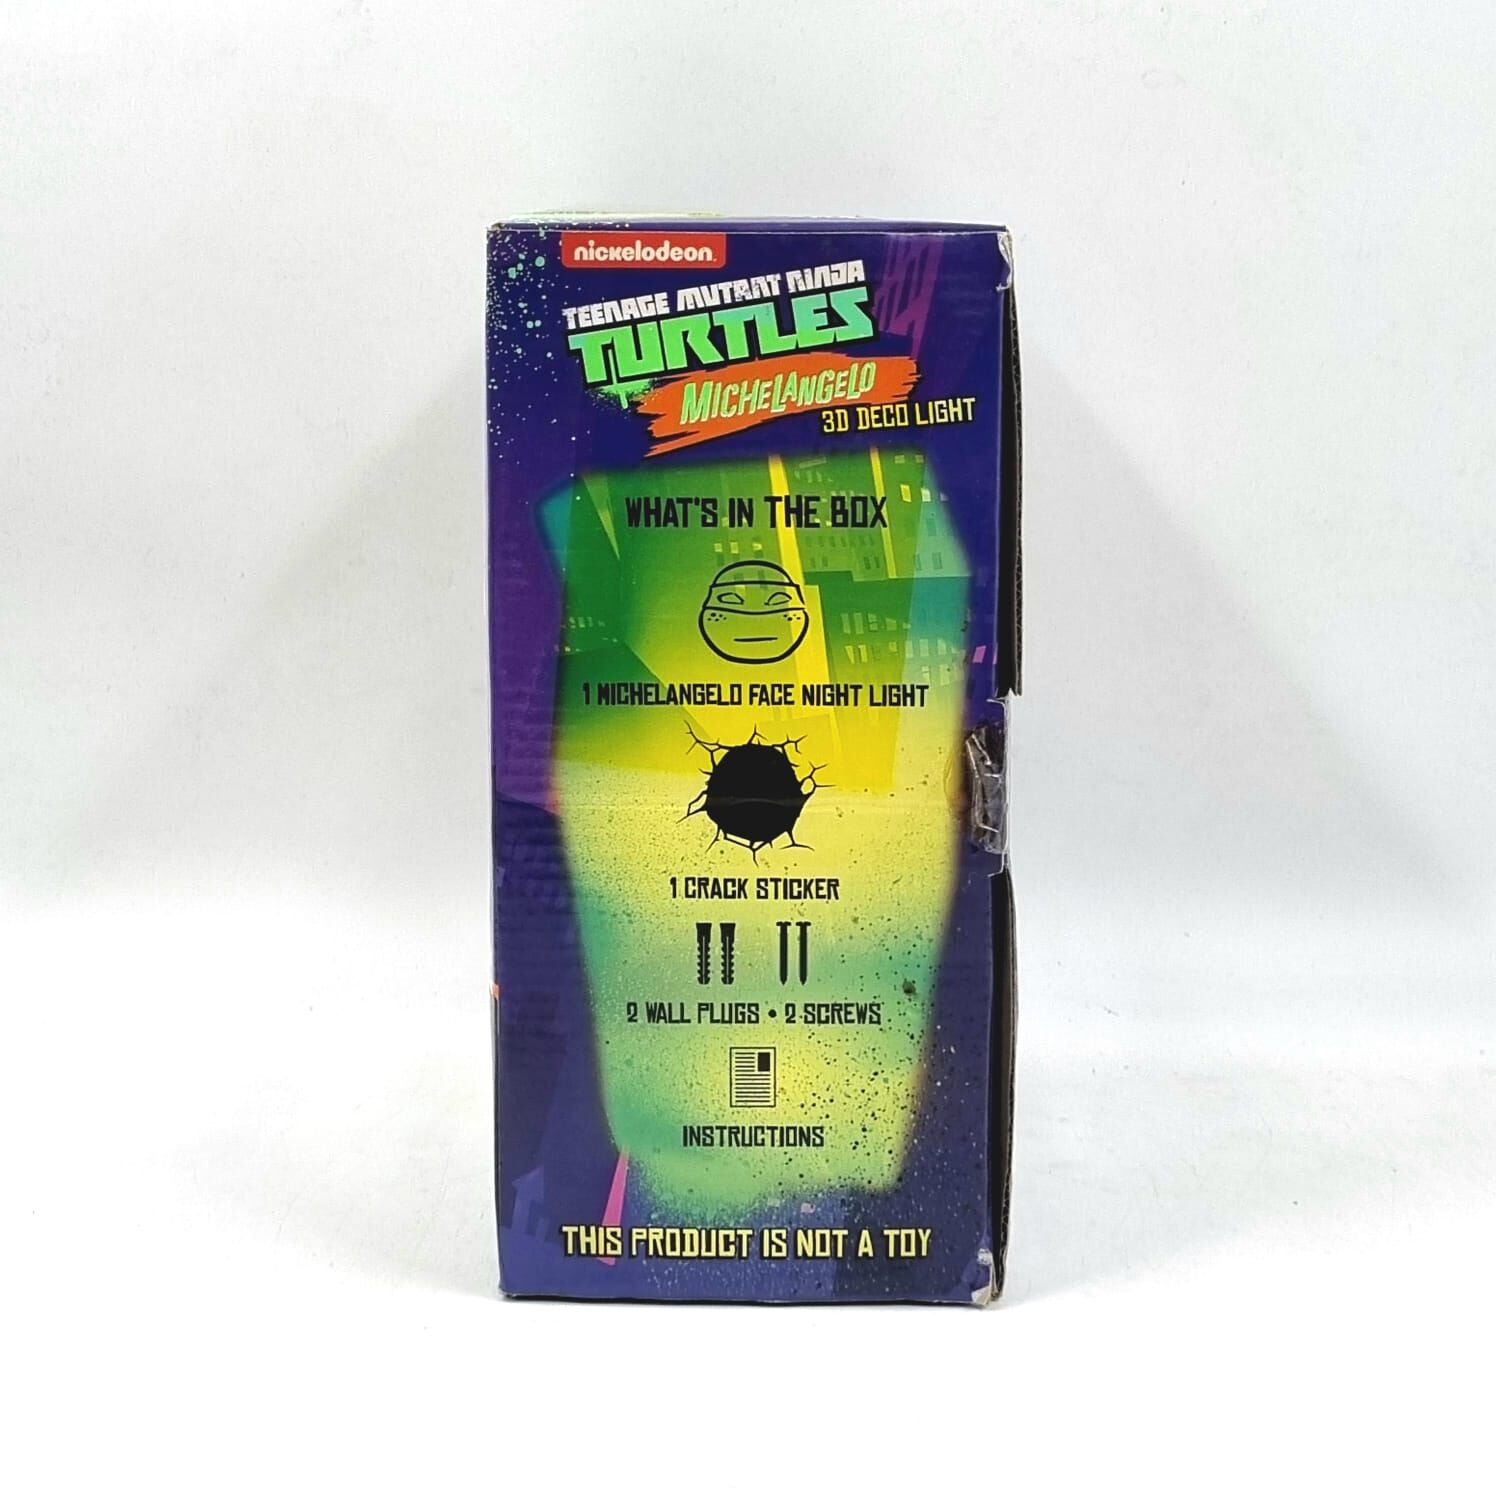 nickelodeon
TEENAGE MUTANT NINJA
TURTLES
MICHELANGELO
3D DECO LIGHT
WHAT'S IN THE BOX
1 MICHELANGELO FACE NIGHT LIGHT
1 CRACK STICKER
2 WALL PLUGS • 2 SCREWS
INSTRUCTIONS
THIS PRODUCT IS NOT A TOY